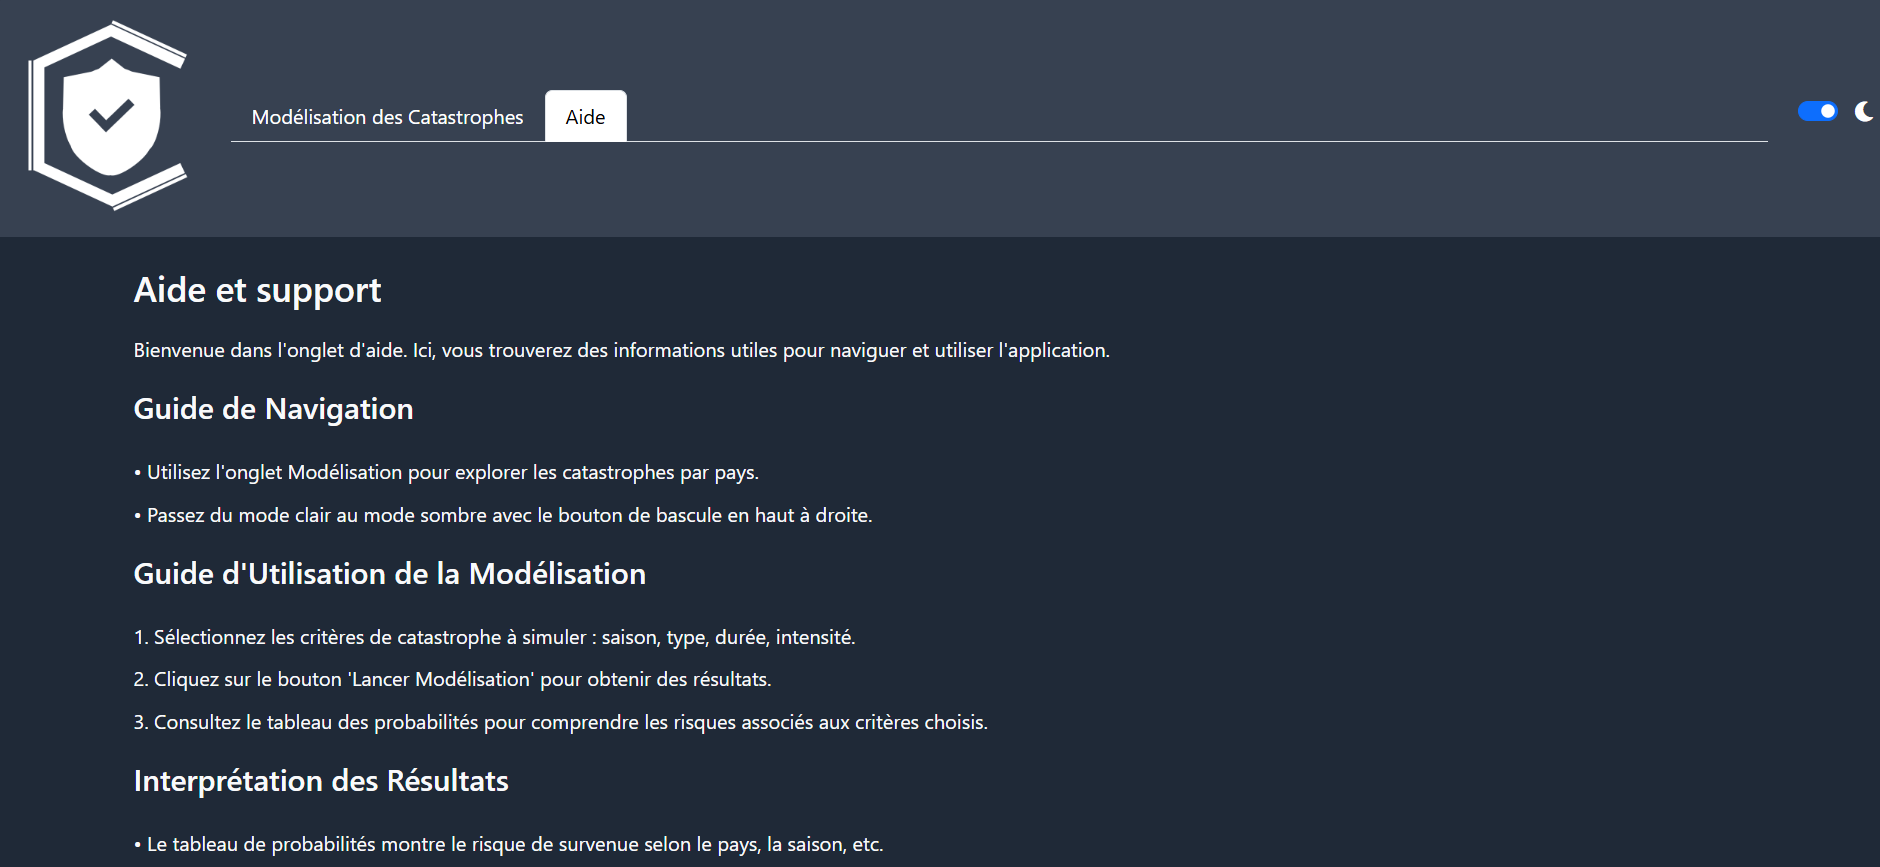 Modélisation des Catastrophes
Aide
Aide et support
Bienvenue dans l'onglet d'aide. Ici, vous trouverez des informations utiles pour naviguer et utiliser l'application.
Guide de Navigation
• Utilisez l'onglet Modélisation pour explorer les catastrophes par pays.
• Passez du mode clair au mode sombre avec le bouton de bascule en haut à droite.
Guide d'Utilisation de la Modélisation
1. Sélectionnez les critères de catastrophe à simuler : saison, type, durée, intensité.
2. Cliquez sur le bouton 'Lancer Modélisation' pour obtenir des résultats.
3. Consultez le tableau des probabilités pour comprendre les risques associés aux critères choisis.
Interprétation des Résultats
• Le tableau de probabilités montre le risque de survenue selon le pays, la saison, etc.